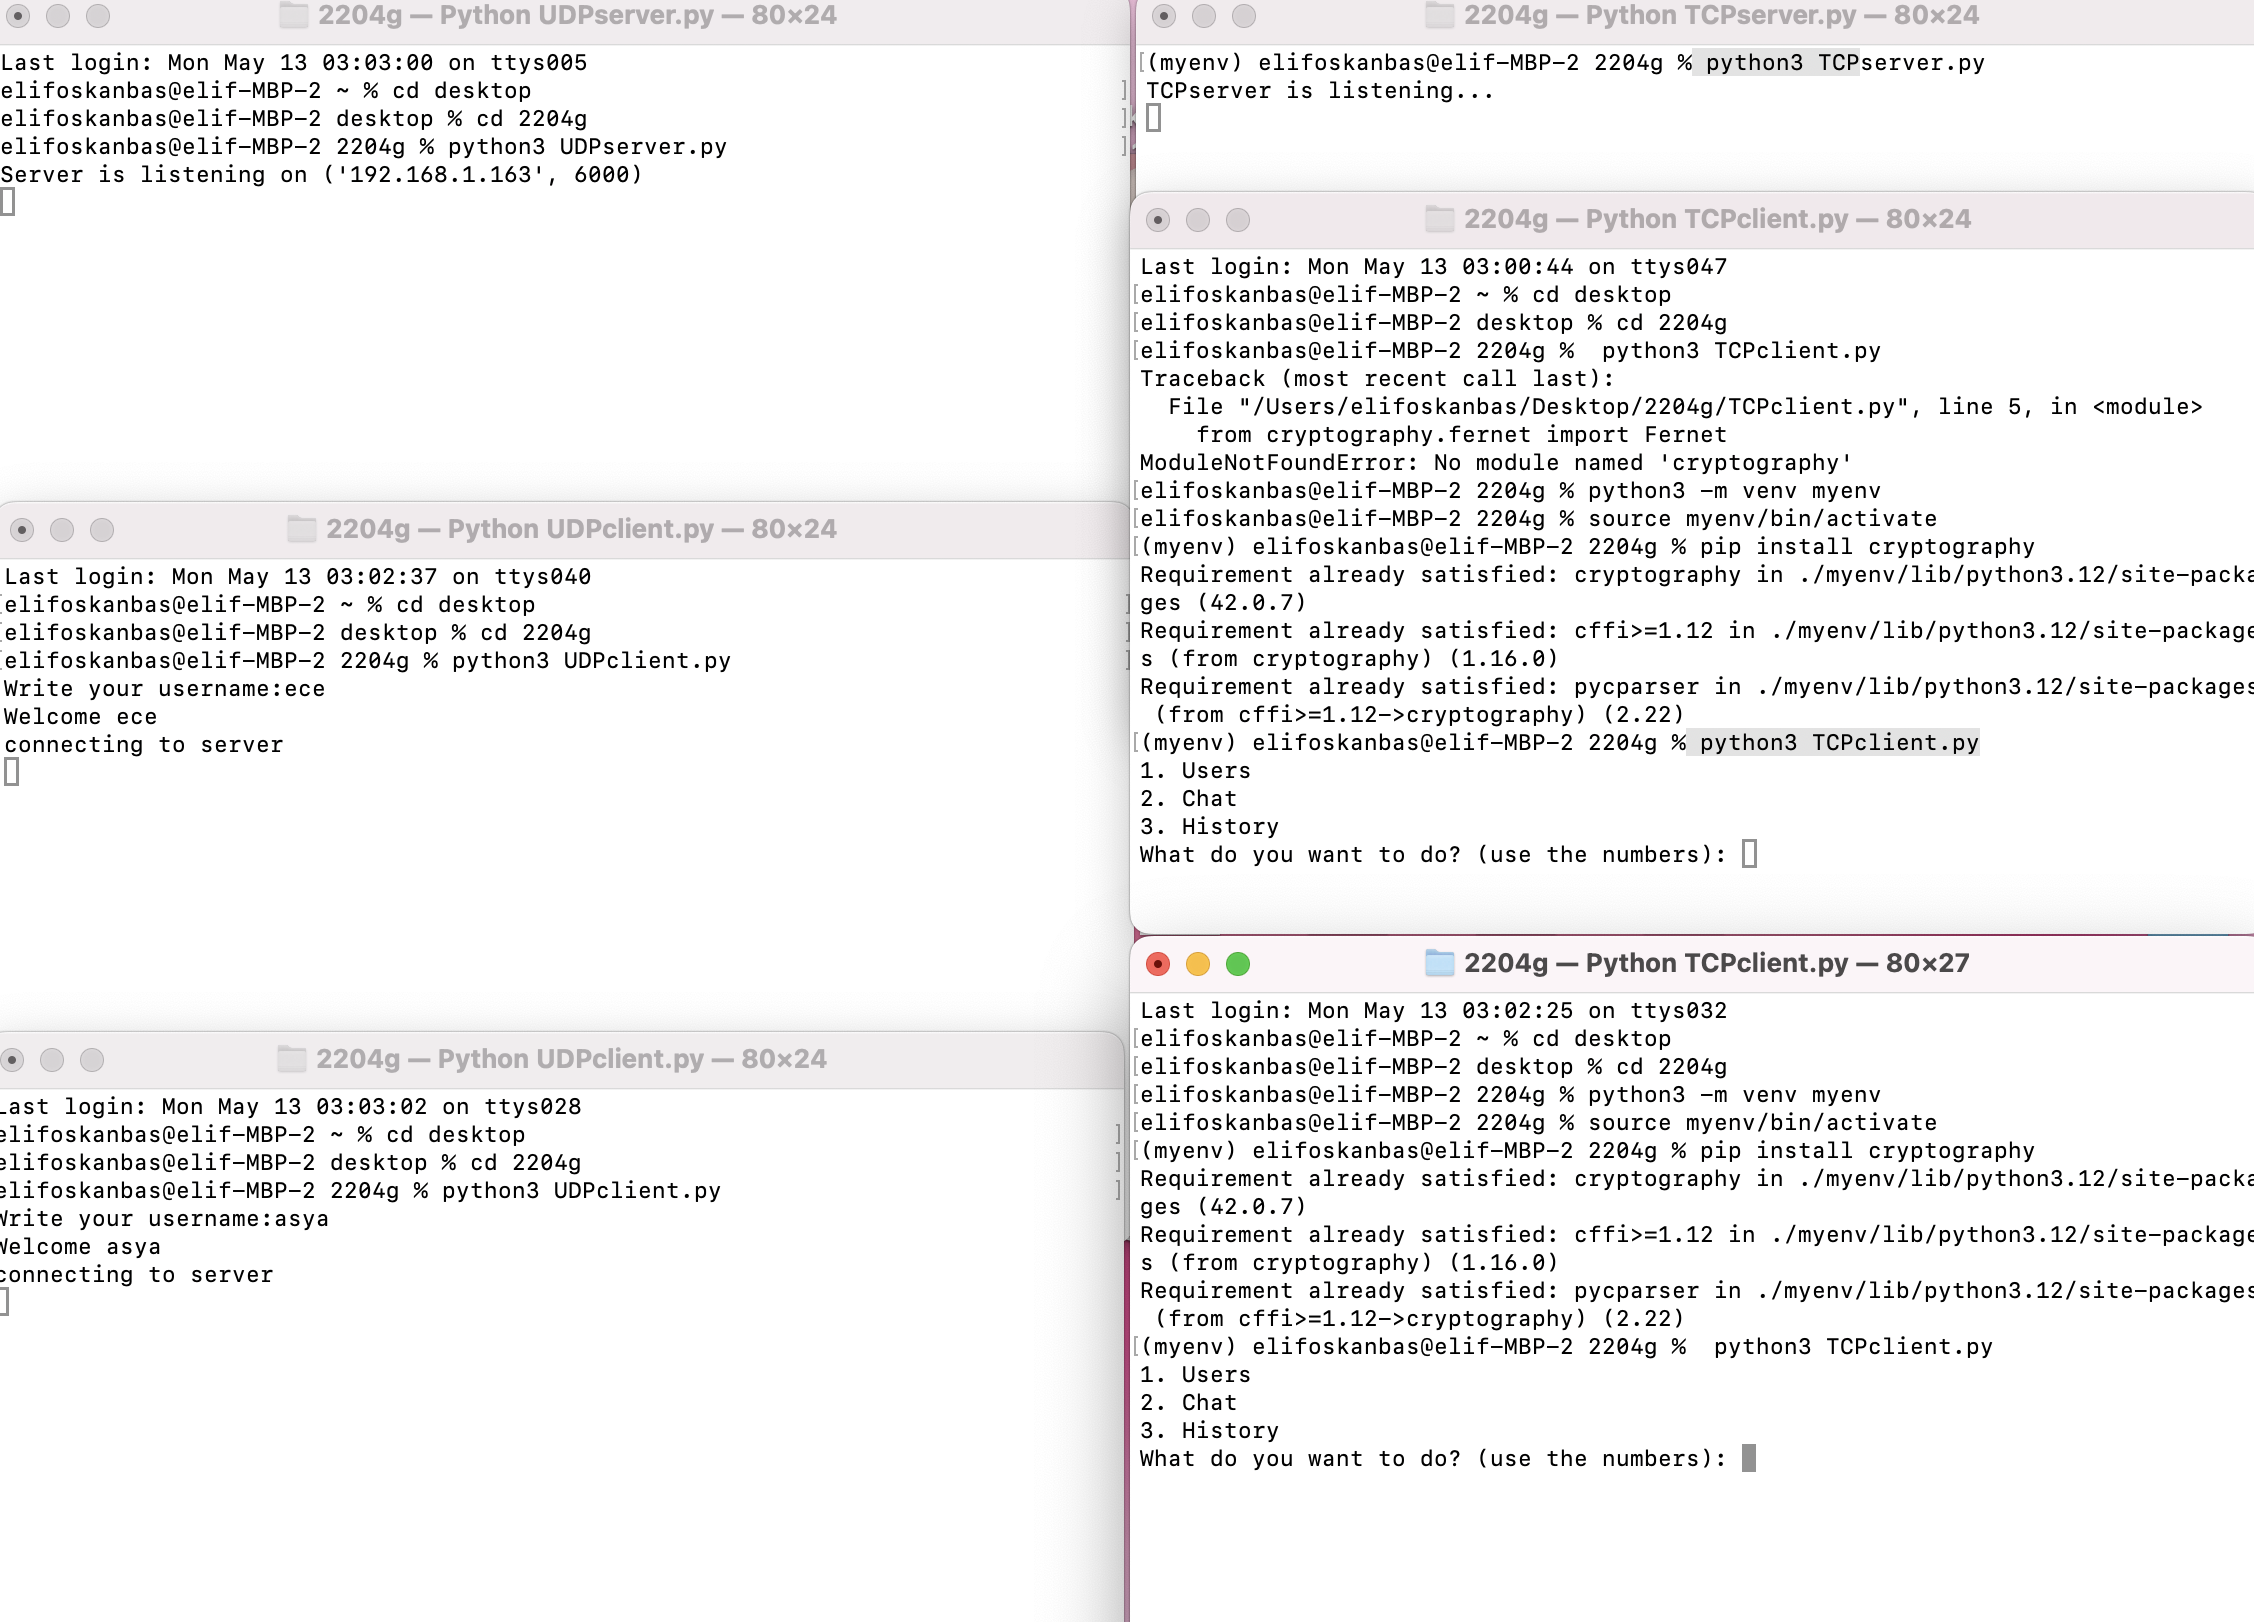 2204g — Python UDPserver.py — 80×24
Last login: Mon May 13 03:03:00 on ttys005
elifoskanbas@elif-MBP-2 ~ % cd desktop
elifoskanbas@elif-MBP-2 desktop % cd 2204g
elifoskanbas@elif-MBP-2 2204g % python3 UDPserver.py
Server is listening on ('192.168.1.163', 6000)
2204g — Python UDPclient.py — 80×24
Last login: Mon May 13 03:02:37 on ttys040
elifoskanbas@elif-MBP-2 ~ % cd desktop
elifoskanbas@elif-MBP-2 desktop % cd 2204g
elifoskanbas@elif-MBP-2 2204g % python3 UDPclient.py
Write your username:ece
Welcome ece
connecting to server
2204g — Python UDPclient.py — 80×24
Last login: Mon May 13 03:03:02 on ttys028
elifoskanbas@elif-MBP-2 ~ % cd desktop
elifoskanbas@elif-MBP-2 desktop % cd 2204g
elifoskanbas@elif-MBP-2 2204g % python3 UDPclient.py
Write your username:asya
Welcome asya
connecting to server
2204g — Python TCPserver.py — 80×24
[(myenv) elifoskanbas@elif-MBP-2 2204g % python3 TCPserver.py
TCPserver is listening...
2204g — Python TCPclient.py — 80×24
Last login: Mon May 13 03:00:44 on ttys047
[elifoskanbas@elif-MBP-2 ~ % cd desktop
[elifoskanbas@elif-MBP-2 desktop % cd 2204g
[elifoskanbas@elif-MBP-2 2204g %  python3 TCPclient.py
Traceback (most recent call last):
  File "/Users/elifoskanbas/Desktop/2204g/TCPclient.py", line 5, in <module>
    from cryptography.fernet import Fernet
ModuleNotFoundError: No module named 'cryptography'
[elifoskanbas@elif-MBP-2 2204g % python3 -m venv myenv
[elifoskanbas@elif-MBP-2 2204g % source myenv/bin/activate
[(myenv) elifoskanbas@elif-MBP-2 2204g % pip install cryptography
Requirement already satisfied: cryptography in ./myenv/lib/python3.12/site-packa
ges (42.0.7)
Requirement already satisfied: cffi>=1.12 in ./myenv/lib/python3.12/site-package
s (from cryptography) (1.16.0)
Requirement already satisfied: pycparser in ./myenv/lib/python3.12/site-packages
 (from cffi>=1.12->cryptography) (2.22)
[(myenv) elifoskanbas@elif-MBP-2 2204g % python3 TCPclient.py
1. Users
2. Chat
3. History
What do you want to do? (use the numbers):
2204g — Python TCPclient.py — 80×27
Last login: Mon May 13 03:02:25 on ttys032
[elifoskanbas@elif-MBP-2 ~ % cd desktop
[elifoskanbas@elif-MBP-2 desktop % cd 2204g
[elifoskanbas@elif-MBP-2 2204g % python3 -m venv myenv
[elifoskanbas@elif-MBP-2 2204g % source myenv/bin/activate
[(myenv) elifoskanbas@elif-MBP-2 2204g % pip install cryptography
Requirement already satisfied: cryptography in ./myenv/lib/python3.12/site-packa
ges (42.0.7)
Requirement already satisfied: cffi>=1.12 in ./myenv/lib/python3.12/site-package
s (from cryptography) (1.16.0)
Requirement already satisfied: pycparser in ./myenv/lib/python3.12/site-packages
 (from cffi>=1.12->cryptography) (2.22)
[(myenv) elifoskanbas@elif-MBP-2 2204g %  python3 TCPclient.py
1. Users
2. Chat
3. History
What do you want to do? (use the numbers):